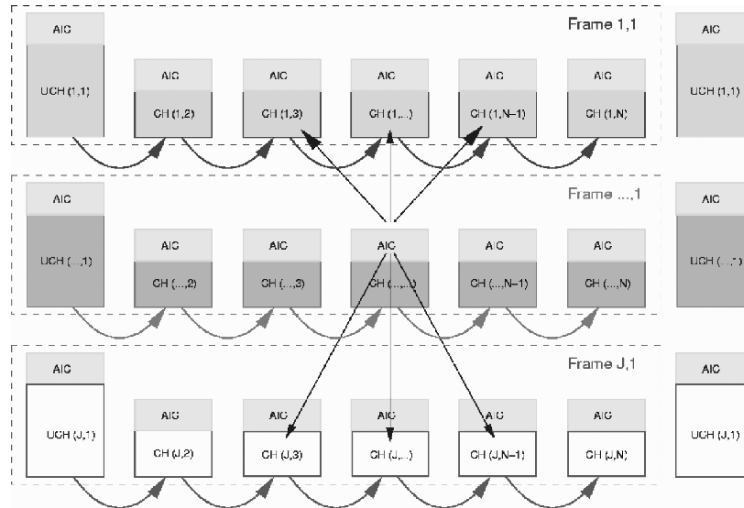 AIC Frame 1,1 AIC
UCH (1,1) AIC AIC AIC AIC AIC UCH (1,1)
CH (1,2) CH (1,3) CH (1,...) CH (1,N-1) CH (1,N)
AIC Frame ...,1 AIC
UCH (...,1) AIC AIC AIC AIC AIC UCH (...,1)
CH (...,2) CH (...,3) CH (...,...) CH (...,N-1) CH (...,N)
AIC Frame J,1 AIC
UCH (J,1) AIC AIC AIC AIC AIC UCH (J,1)
CH (J,2) CH (J,3) CH (J,...) CH (J,N-1) CH (J,N)